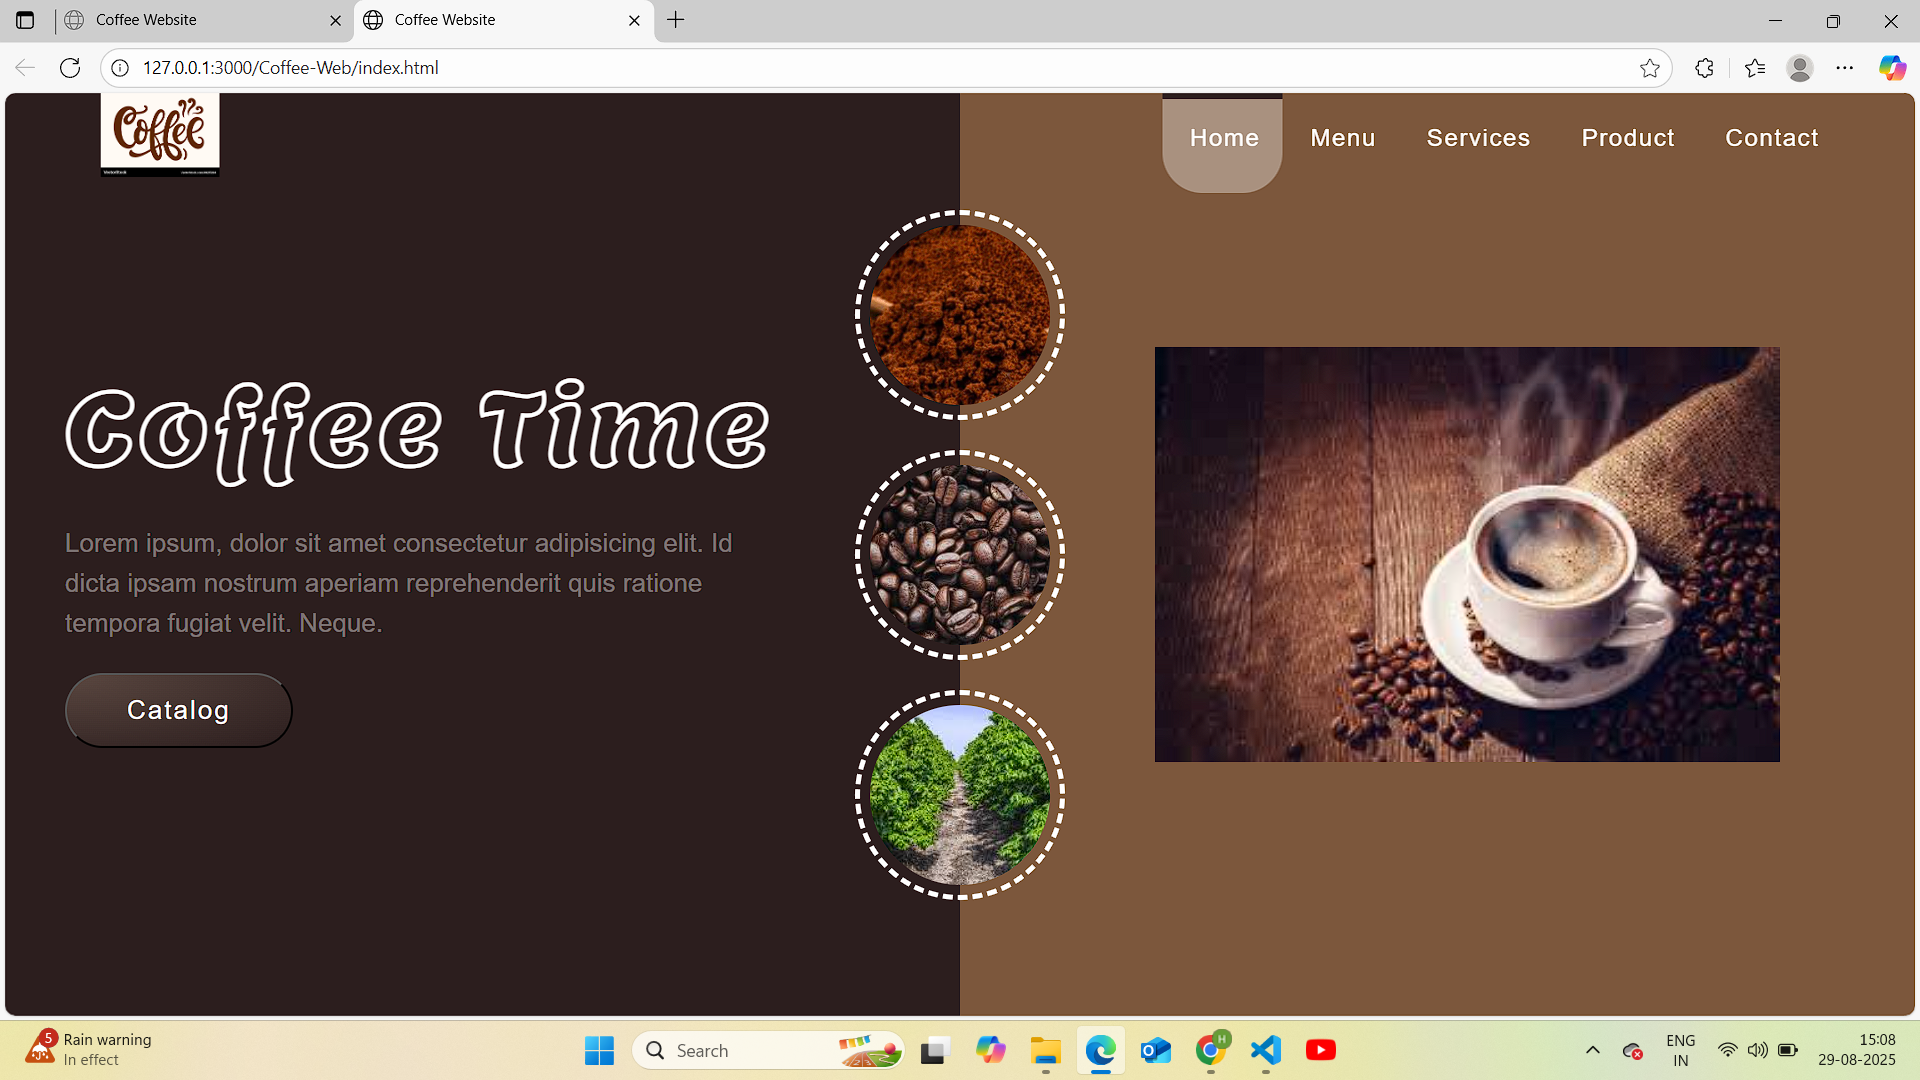 Coffee Website
Coffee Website
127.0.0.1:3000/Coffee-Web/index.html
Coffee
Home
Menu
Services
Product
Contact
Coffee Time
Lorem ipsum, dolor sit amet consectetur adipisicing elit. Id
dicta ipsam nostrum aperiam reprehenderit quis ratione
tempora fugiat velit. Neque.
Catalog
5
Rain warning
In effect
Search
H
ENG
IN
15:08
29-08-2025